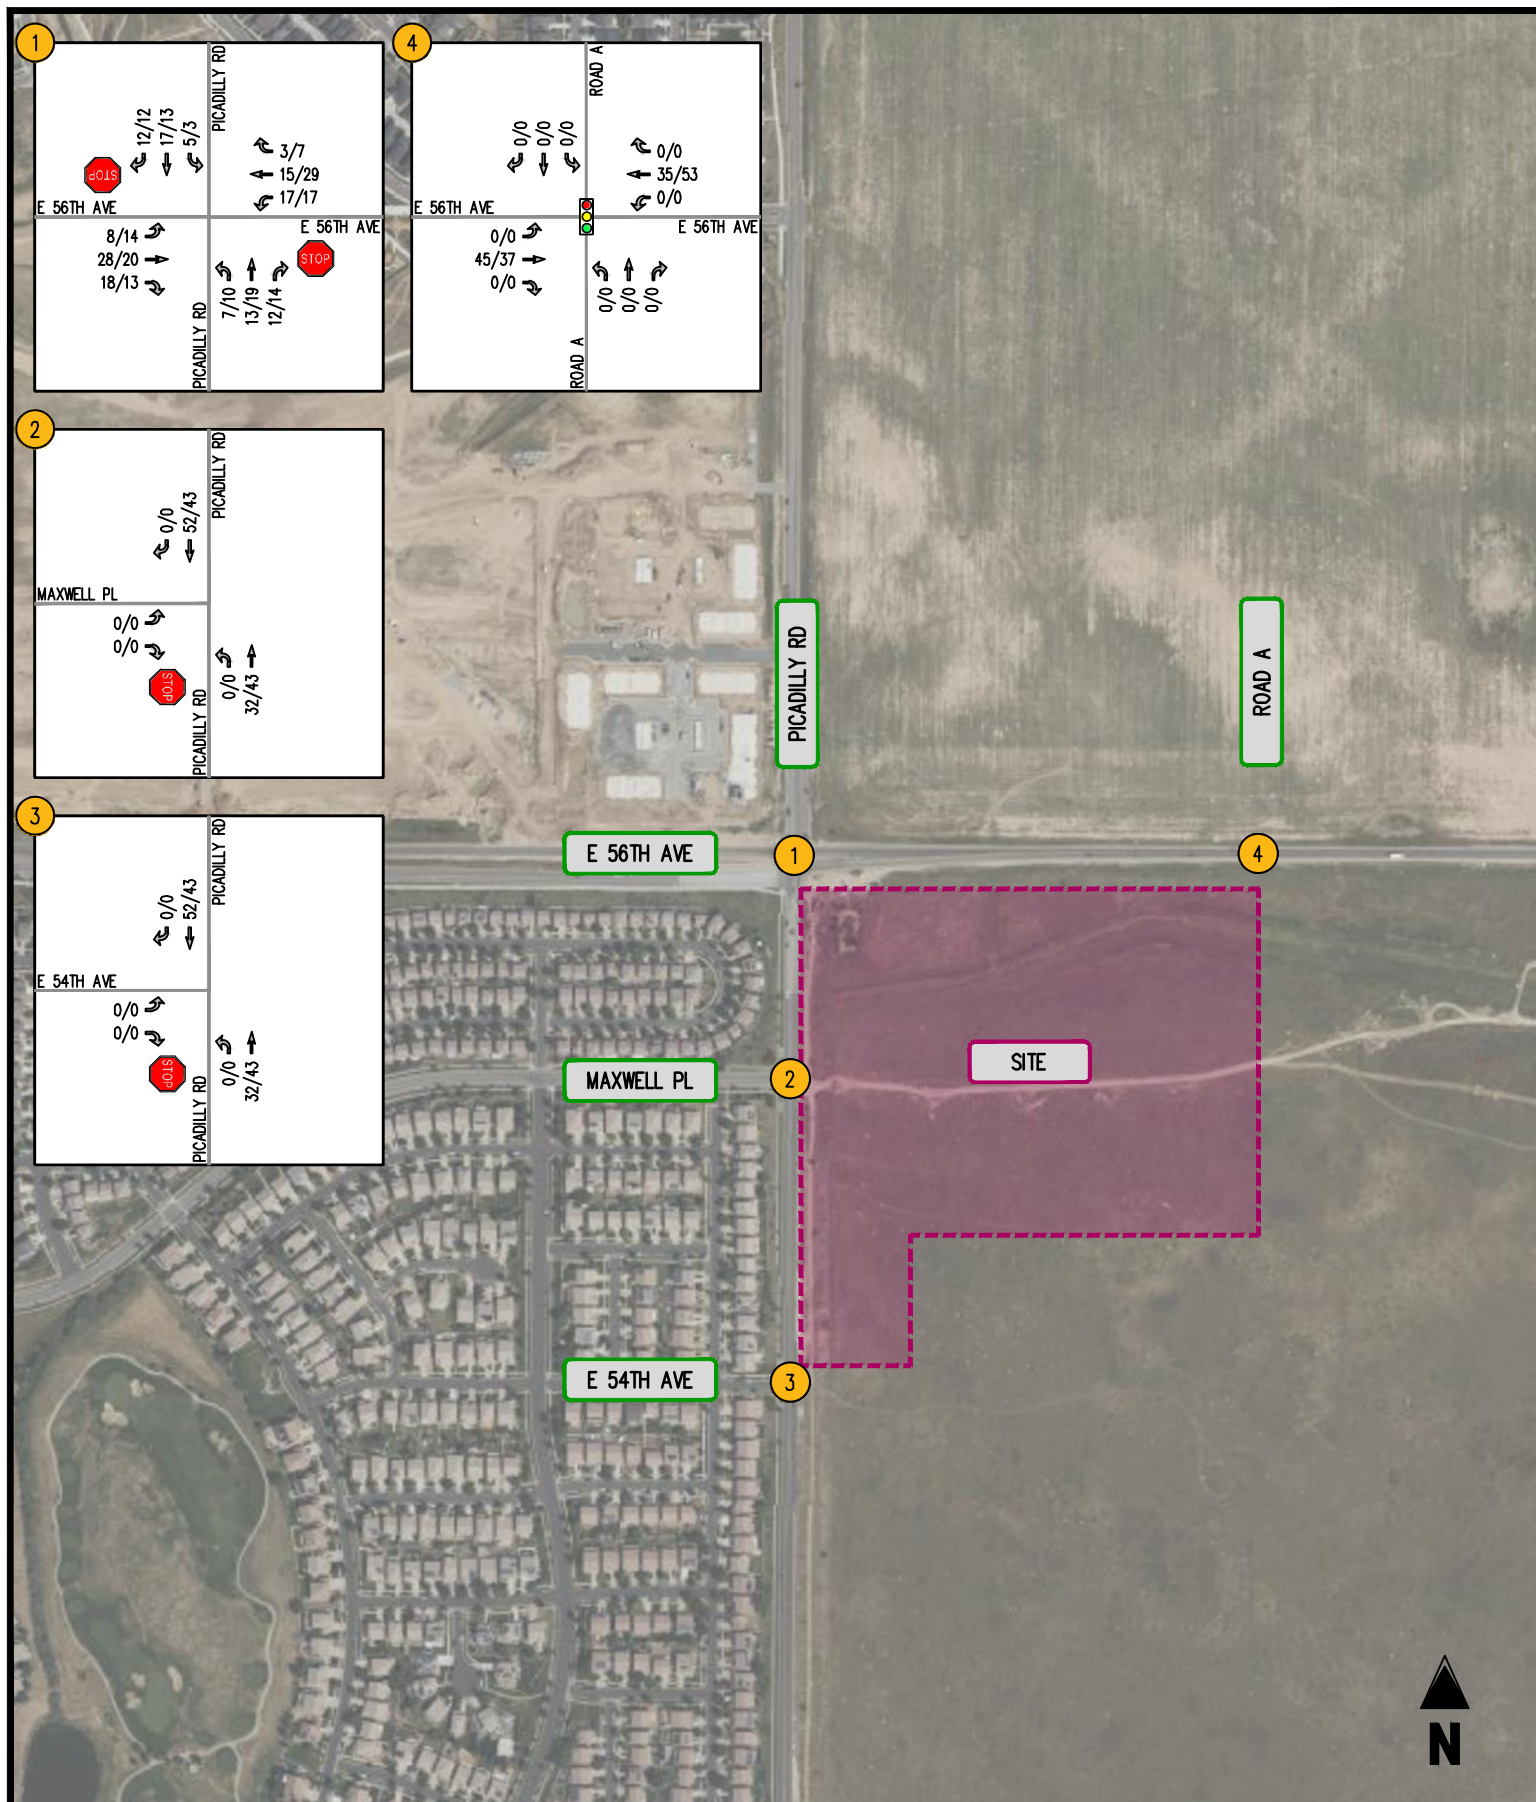 1
PICADILLY RD
12/12
17/13
5/3
STOP
3/7
15/29
17/17
E 56TH AVE
E 56TH AVE
8/14
28/20
18/13
7/10
13/19
12/14
STOP
PICADILLY RD
4
ROAD A
0/0
0/0
0/0
0/0
35/53
0/0
E 56TH AVE
E 56TH AVE
0/0
45/37
0/0
0/0
0/0
0/0
ROAD A
2
PICADILLY RD
0/0
52/43
MAXWELL PL
0/0
0/0
STOP
0/0
32/43
PICADILLY RD
3
PICADILLY RD
0/0
52/43
E 54TH AVE
0/0
0/0
STOP
0/0
32/43
PICADILLY RD
PICADILLY RD
ROAD A
E 56TH AVE
1
4
SITE
MAXWELL PL
2
E 54TH AVE
3
N